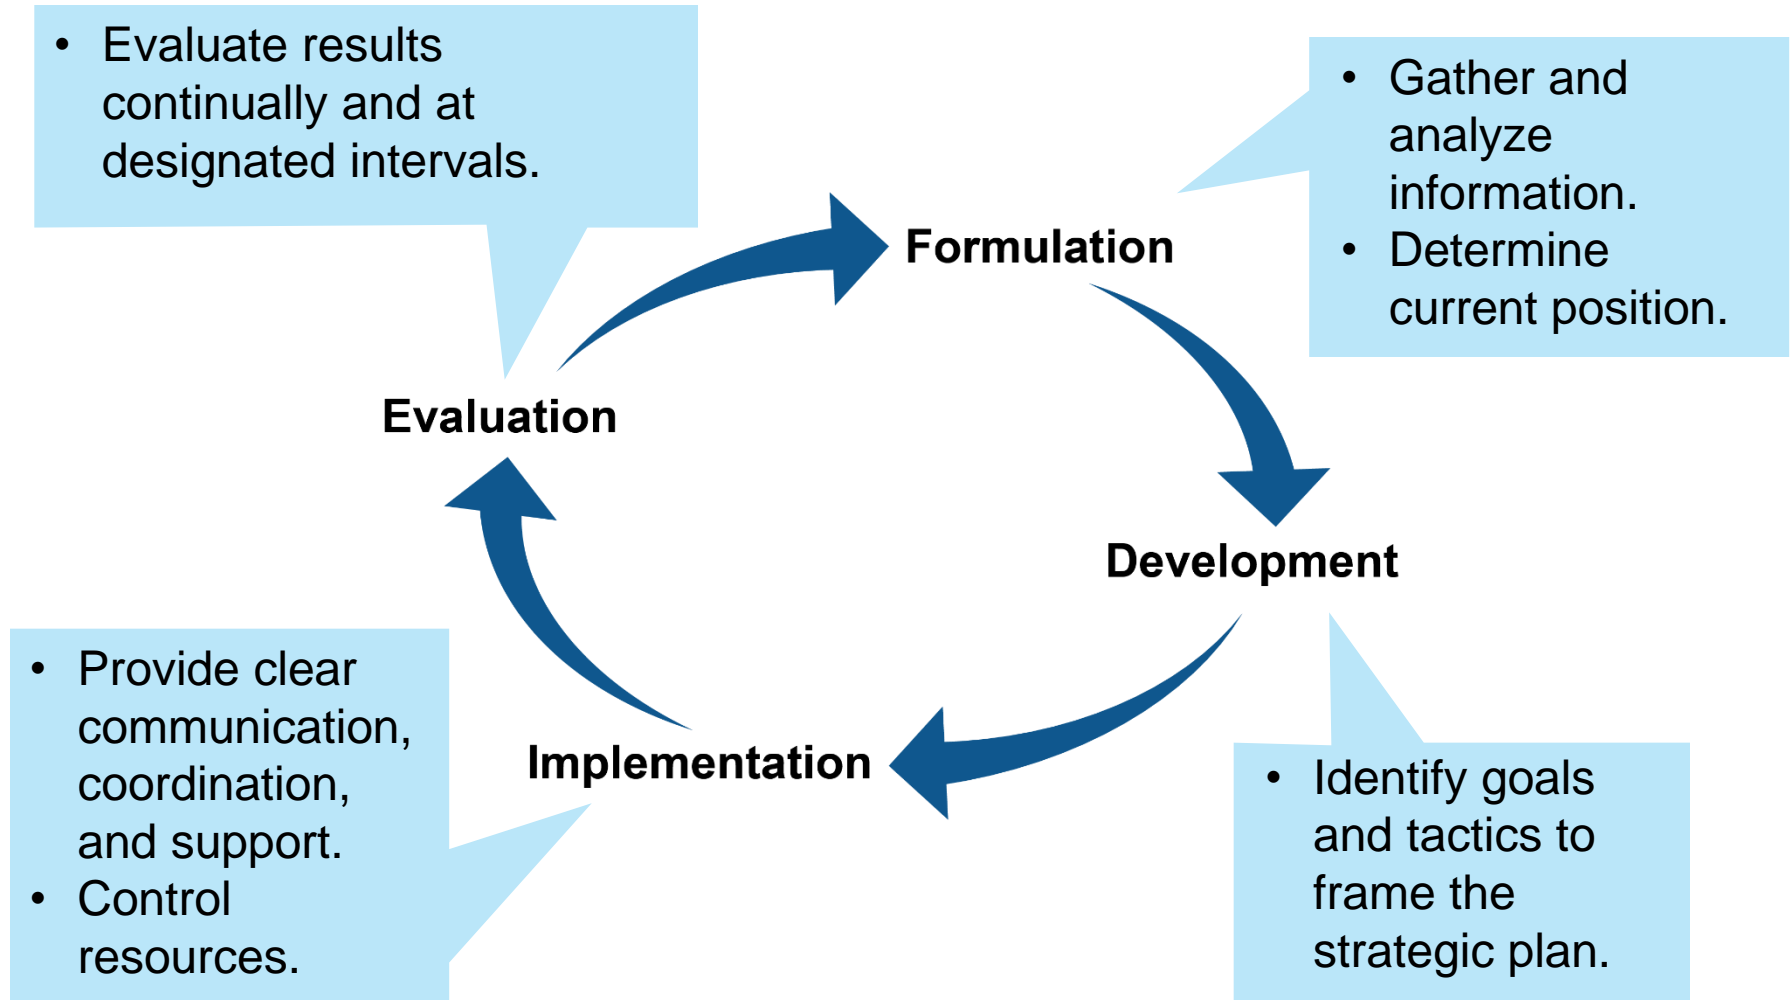 • Evaluate results
continually and at
designated intervals.
• Gather and
analyze
information.
• Determine
current position.
Formulation
Evaluation
Development
• Provide clear
communication,
coordination,
and support.
• Control
resources.
Implementation
• Identify goals
and tactics to
frame the
strategic plan.